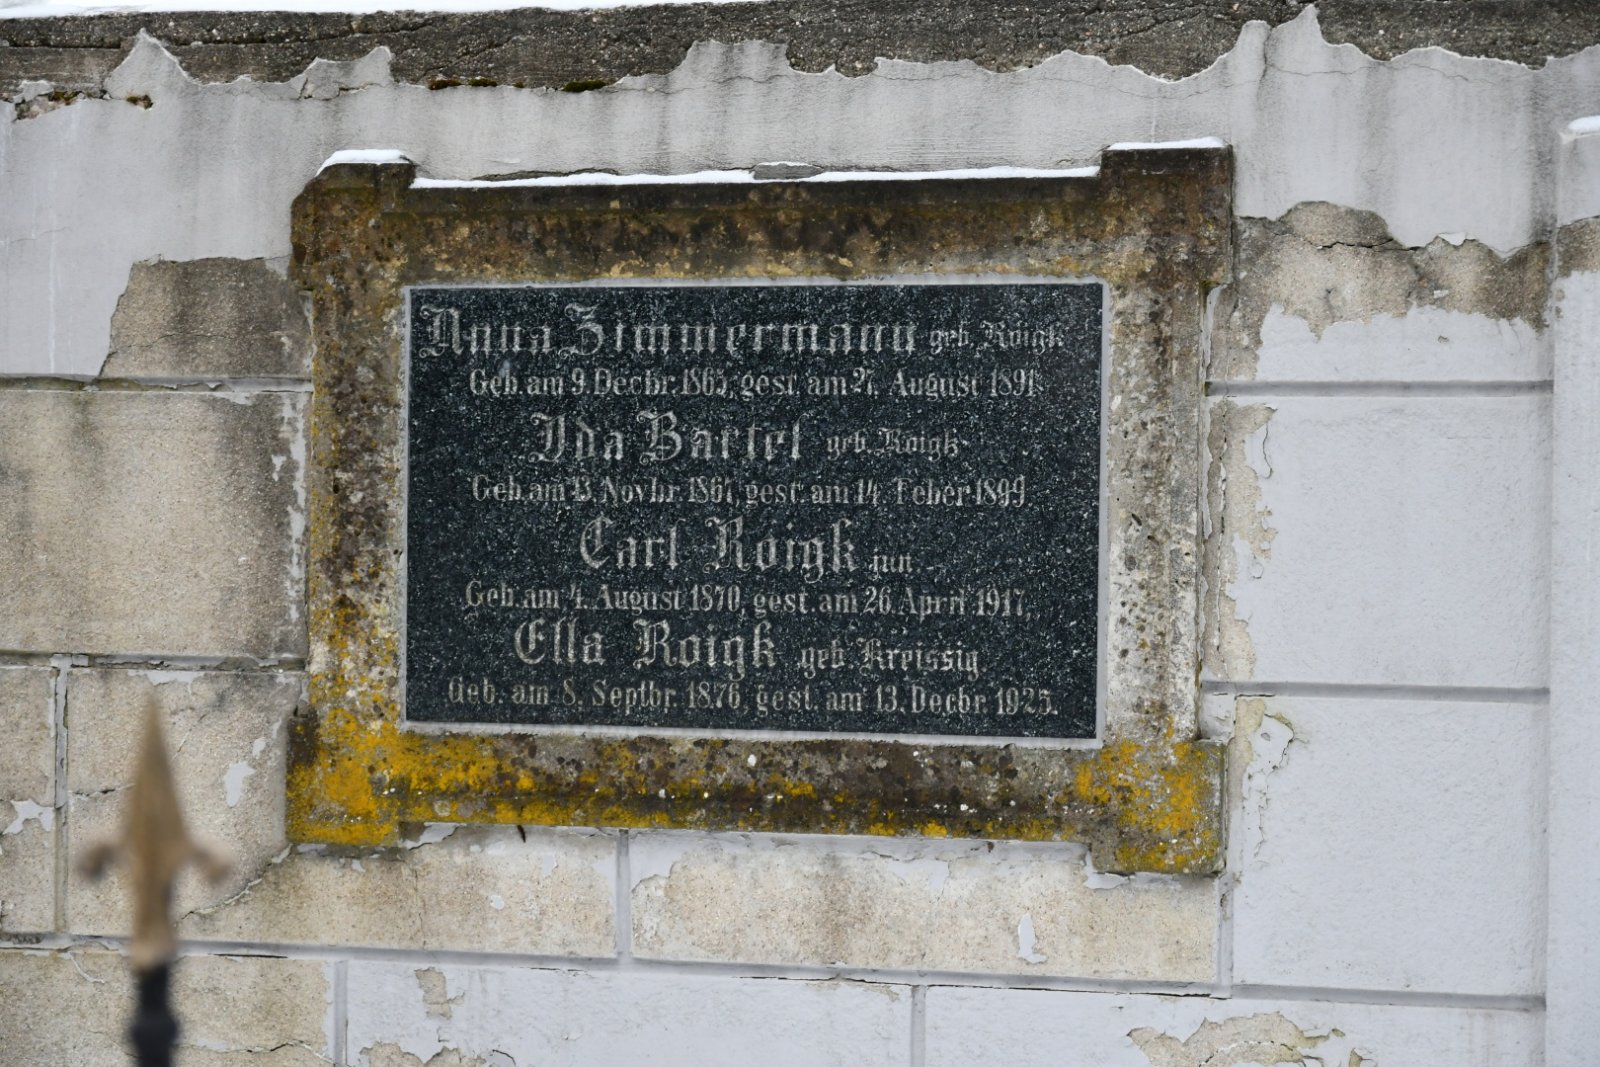 Anna Zimmermann geb. Roigk
Geb. am 9. Decbr. 1865, gest. am 27. August 1891.
Ida Bartel geb. Roigk
Geb. am 13. Novbr. 1867, gest. am 14. Feber 1899.
Carl Roigk jun.
Geb. am 4. August 1870, gest. am 26. April 1917.
Ella Roigk geb. Kreissig.
Geb. am 8. Septbr. 1876, gest. am 13. Decbr. 1925.